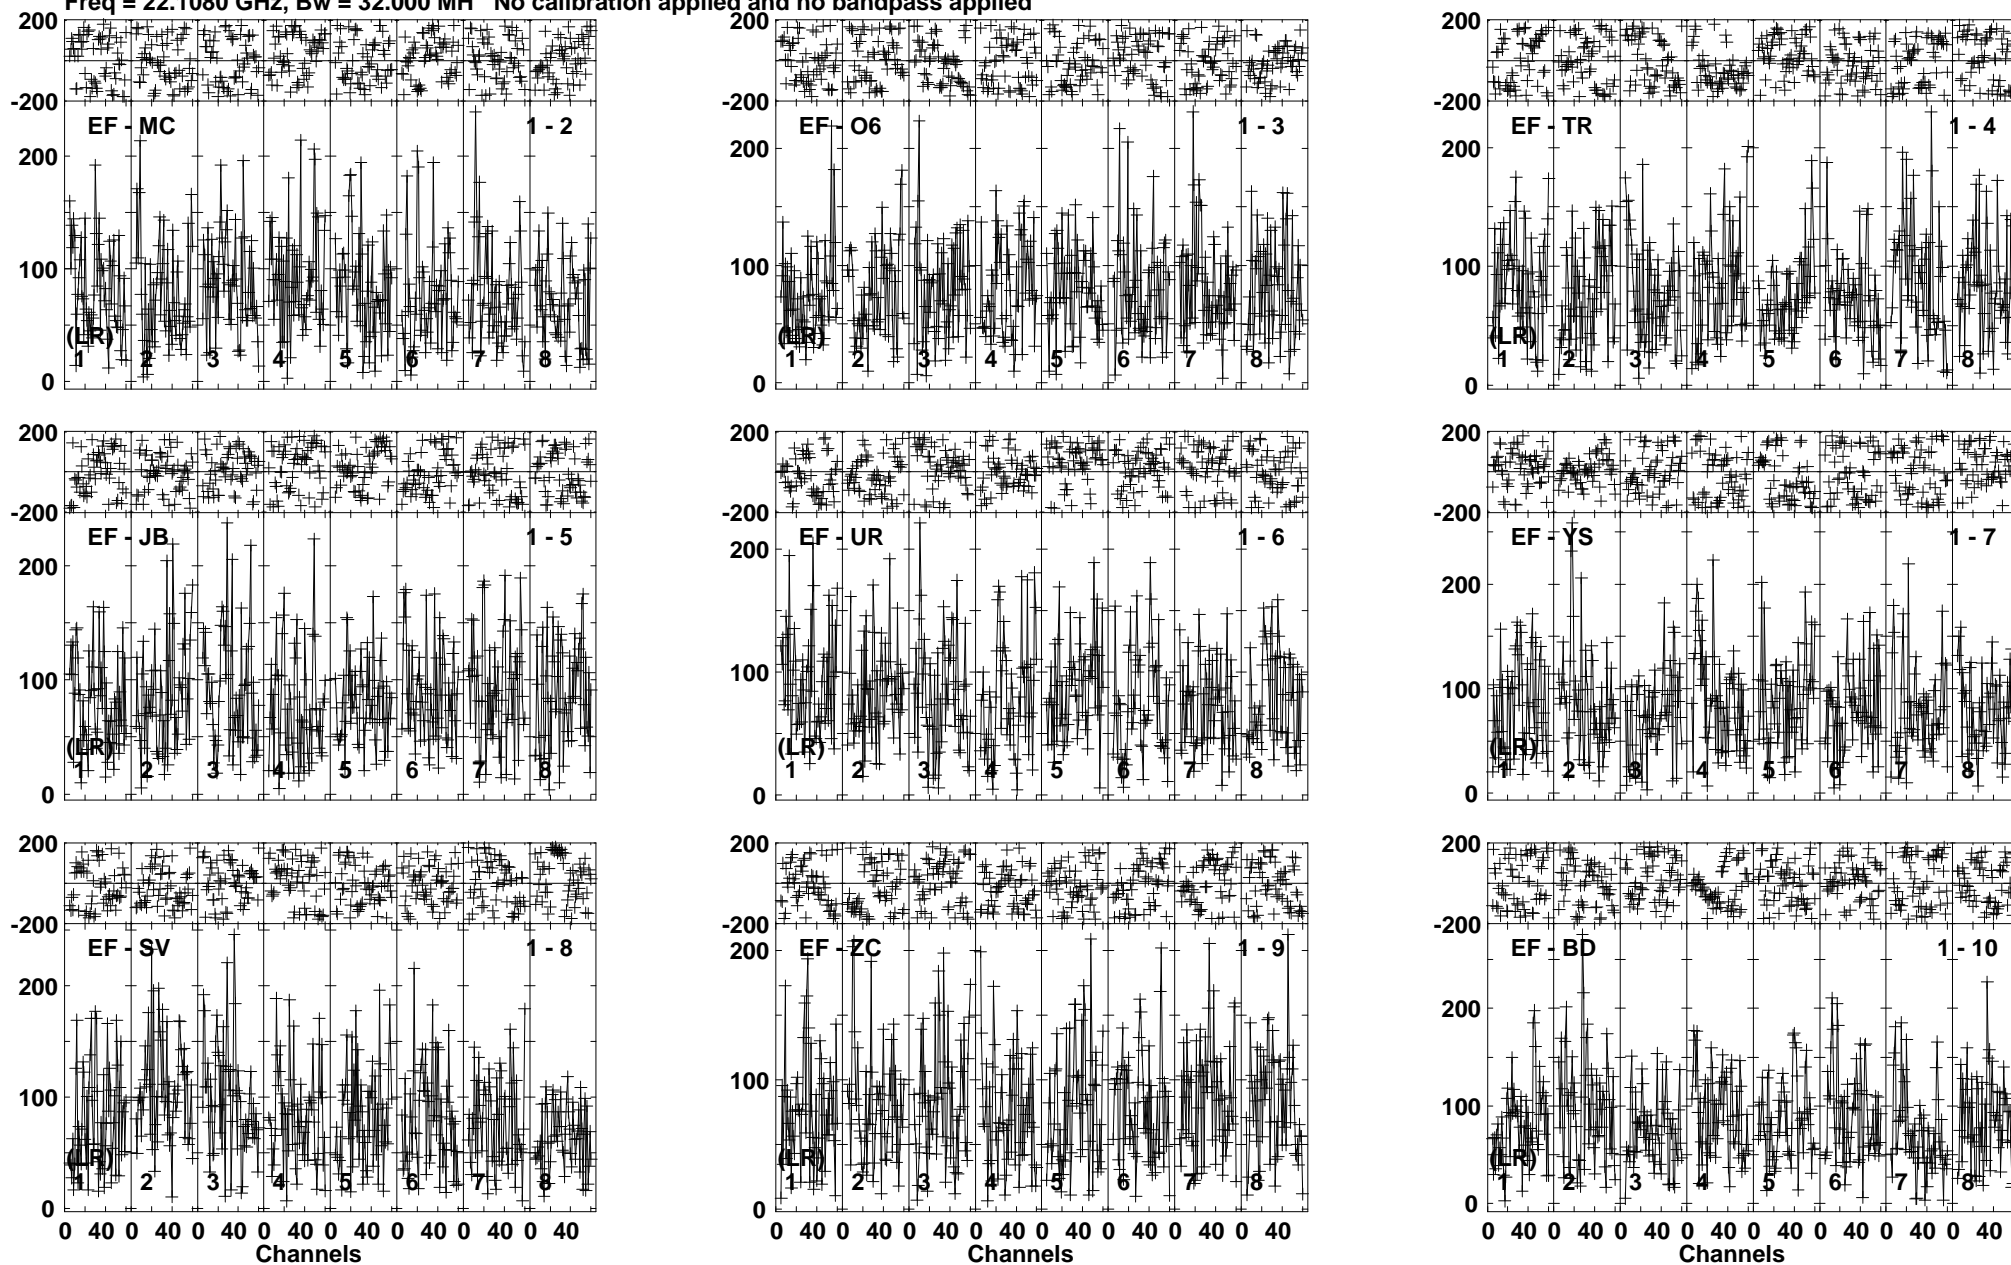 Freq = 22.1080 GHz, Bw = 32.000 MH   No calibration applied and no bandpass applied
200 200 200
-200 -200 -200
EF - MC 1 - 2 EF - O6 1 - 3 EF - TR 1 - 4
200 200 200
100 100 100
(LR) (LR) (LR)
1 2 3 4 5 6 7 8 1 2 3 4 5 6 7 8 1 2 3 4 5 6 7 8
0 0 0
200 200 200
-200 -200 -200
EF - JB 1 - 5 EF - UR 1 - 6 EF - YS 1 - 7
200 200 200
100 100 100
(LR) (LR) (LR)
1 2 3 4 5 6 7 8 1 2 3 4 5 6 7 8 1 2 3 4 5 6 7 8
0 0 0
200 200 200
-200 -200 -200
EF - SV 1 - 8 EF - ZC 1 - 9 EF - BD 1 - 10
200 200 200
100 100 100
(LR) (LR) (LR)
1 2 3 4 5 6 7 8 1 2 3 4 5 6 7 8 1 2 3 4 5 6 7 8
0 0 0
0 40 0 40 0 40 0 40 0 40 0 40 0 40 0 40 0 40 0 40 0 40 0 40 0 40 0 40 0 40 0 40 0 40 0 40 0 40 0 40 0 40 0 40 0 40 0 40
Channels Channels Channels